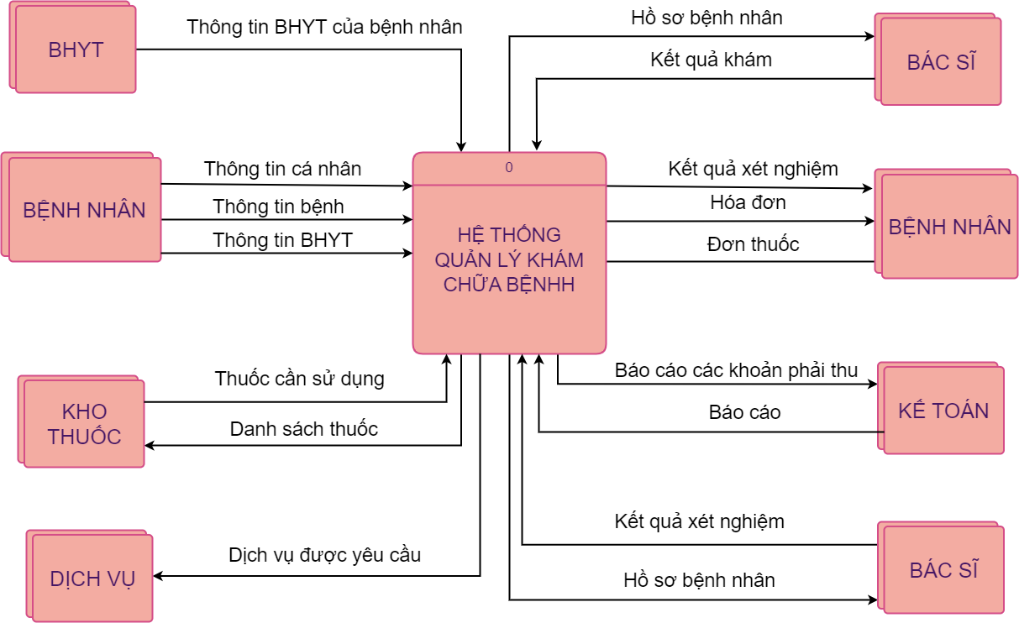 BHYT
Thông tin BHYT của bệnh nhân
Hồ sơ bệnh nhân
Kết quả khám
BÁC SĨ
BỆNH NHÂN
Thông tin cá nhân
Thông tin bệnh
Thông tin BHYT
0
HỆ THỐNG
QUẢN LÝ KHÁM
CHỮA BỆNHH
Kết quả xét nghiệm
Hóa đơn
Đơn thuốc
BỆNH NHÂN
KHO
THUỐC
Thuốc cần sử dụng
Danh sách thuốc
Báo cáo các khoản phải thu
Báo cáo
KẾ TOÁN
DỊCH VỤ
Dịch vụ được yêu cầu
Kết quả xét nghiệm
Hồ sơ bệnh nhân
BÁC SĨ